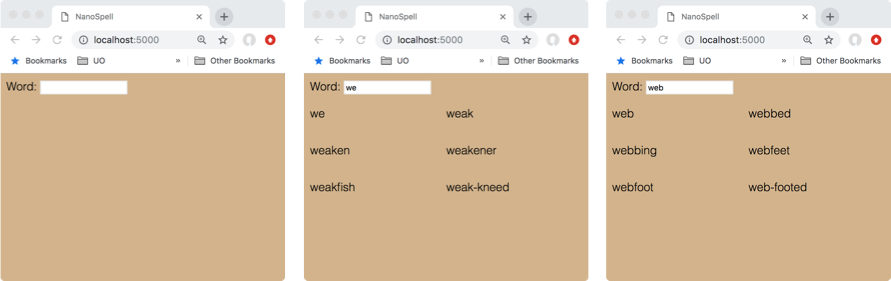 NanoSpell
localhost:5000
Bookmarks UO » Other Bookmarks
Word:
NanoSpell
localhost:5000
Bookmarks UO » Other Bookmarks
Word: we
we weak
weaken weakener
weakfish weak-kneed
NanoSpell
localhost:5000
Bookmarks UO » Other Bookmarks
Word: web
web webbed
webbing webfeet
webfoot web-footed